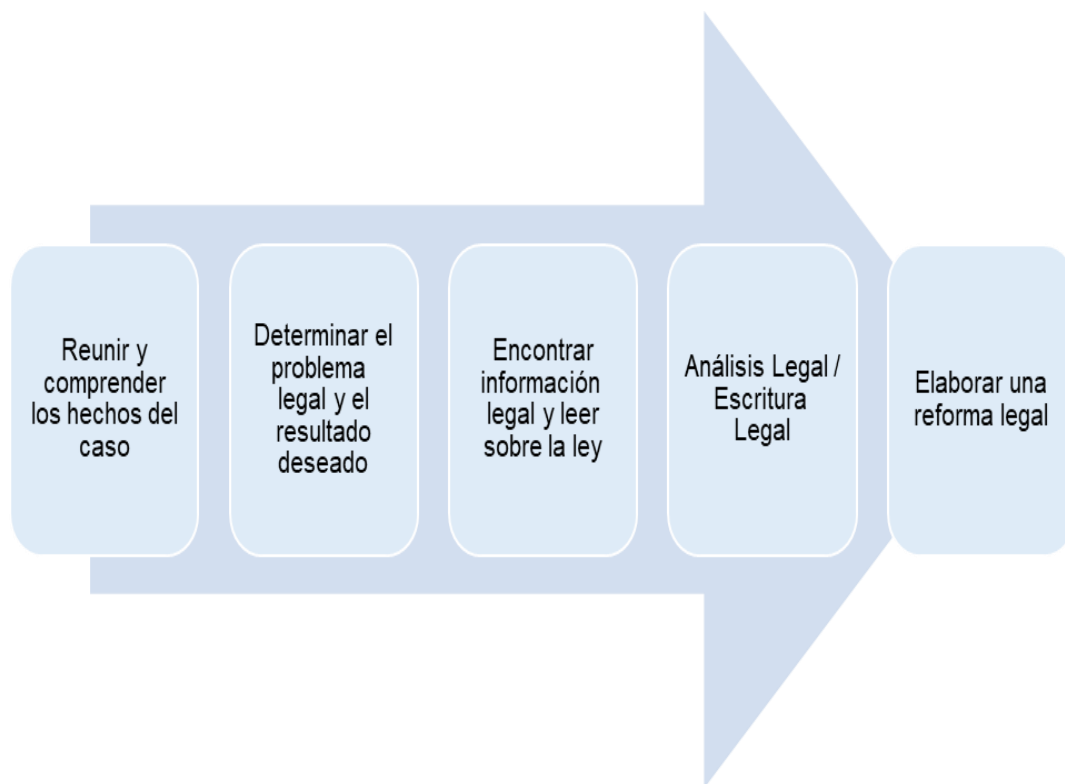 Reunir y
comprender
los hechos del
caso
Determinar el
problema
legal y el
resultado
deseado
Encontrar
información
legal y leer
sobre la ley
Análisis Legal /
Escritura
Legal
Elaborar una
reforma legal